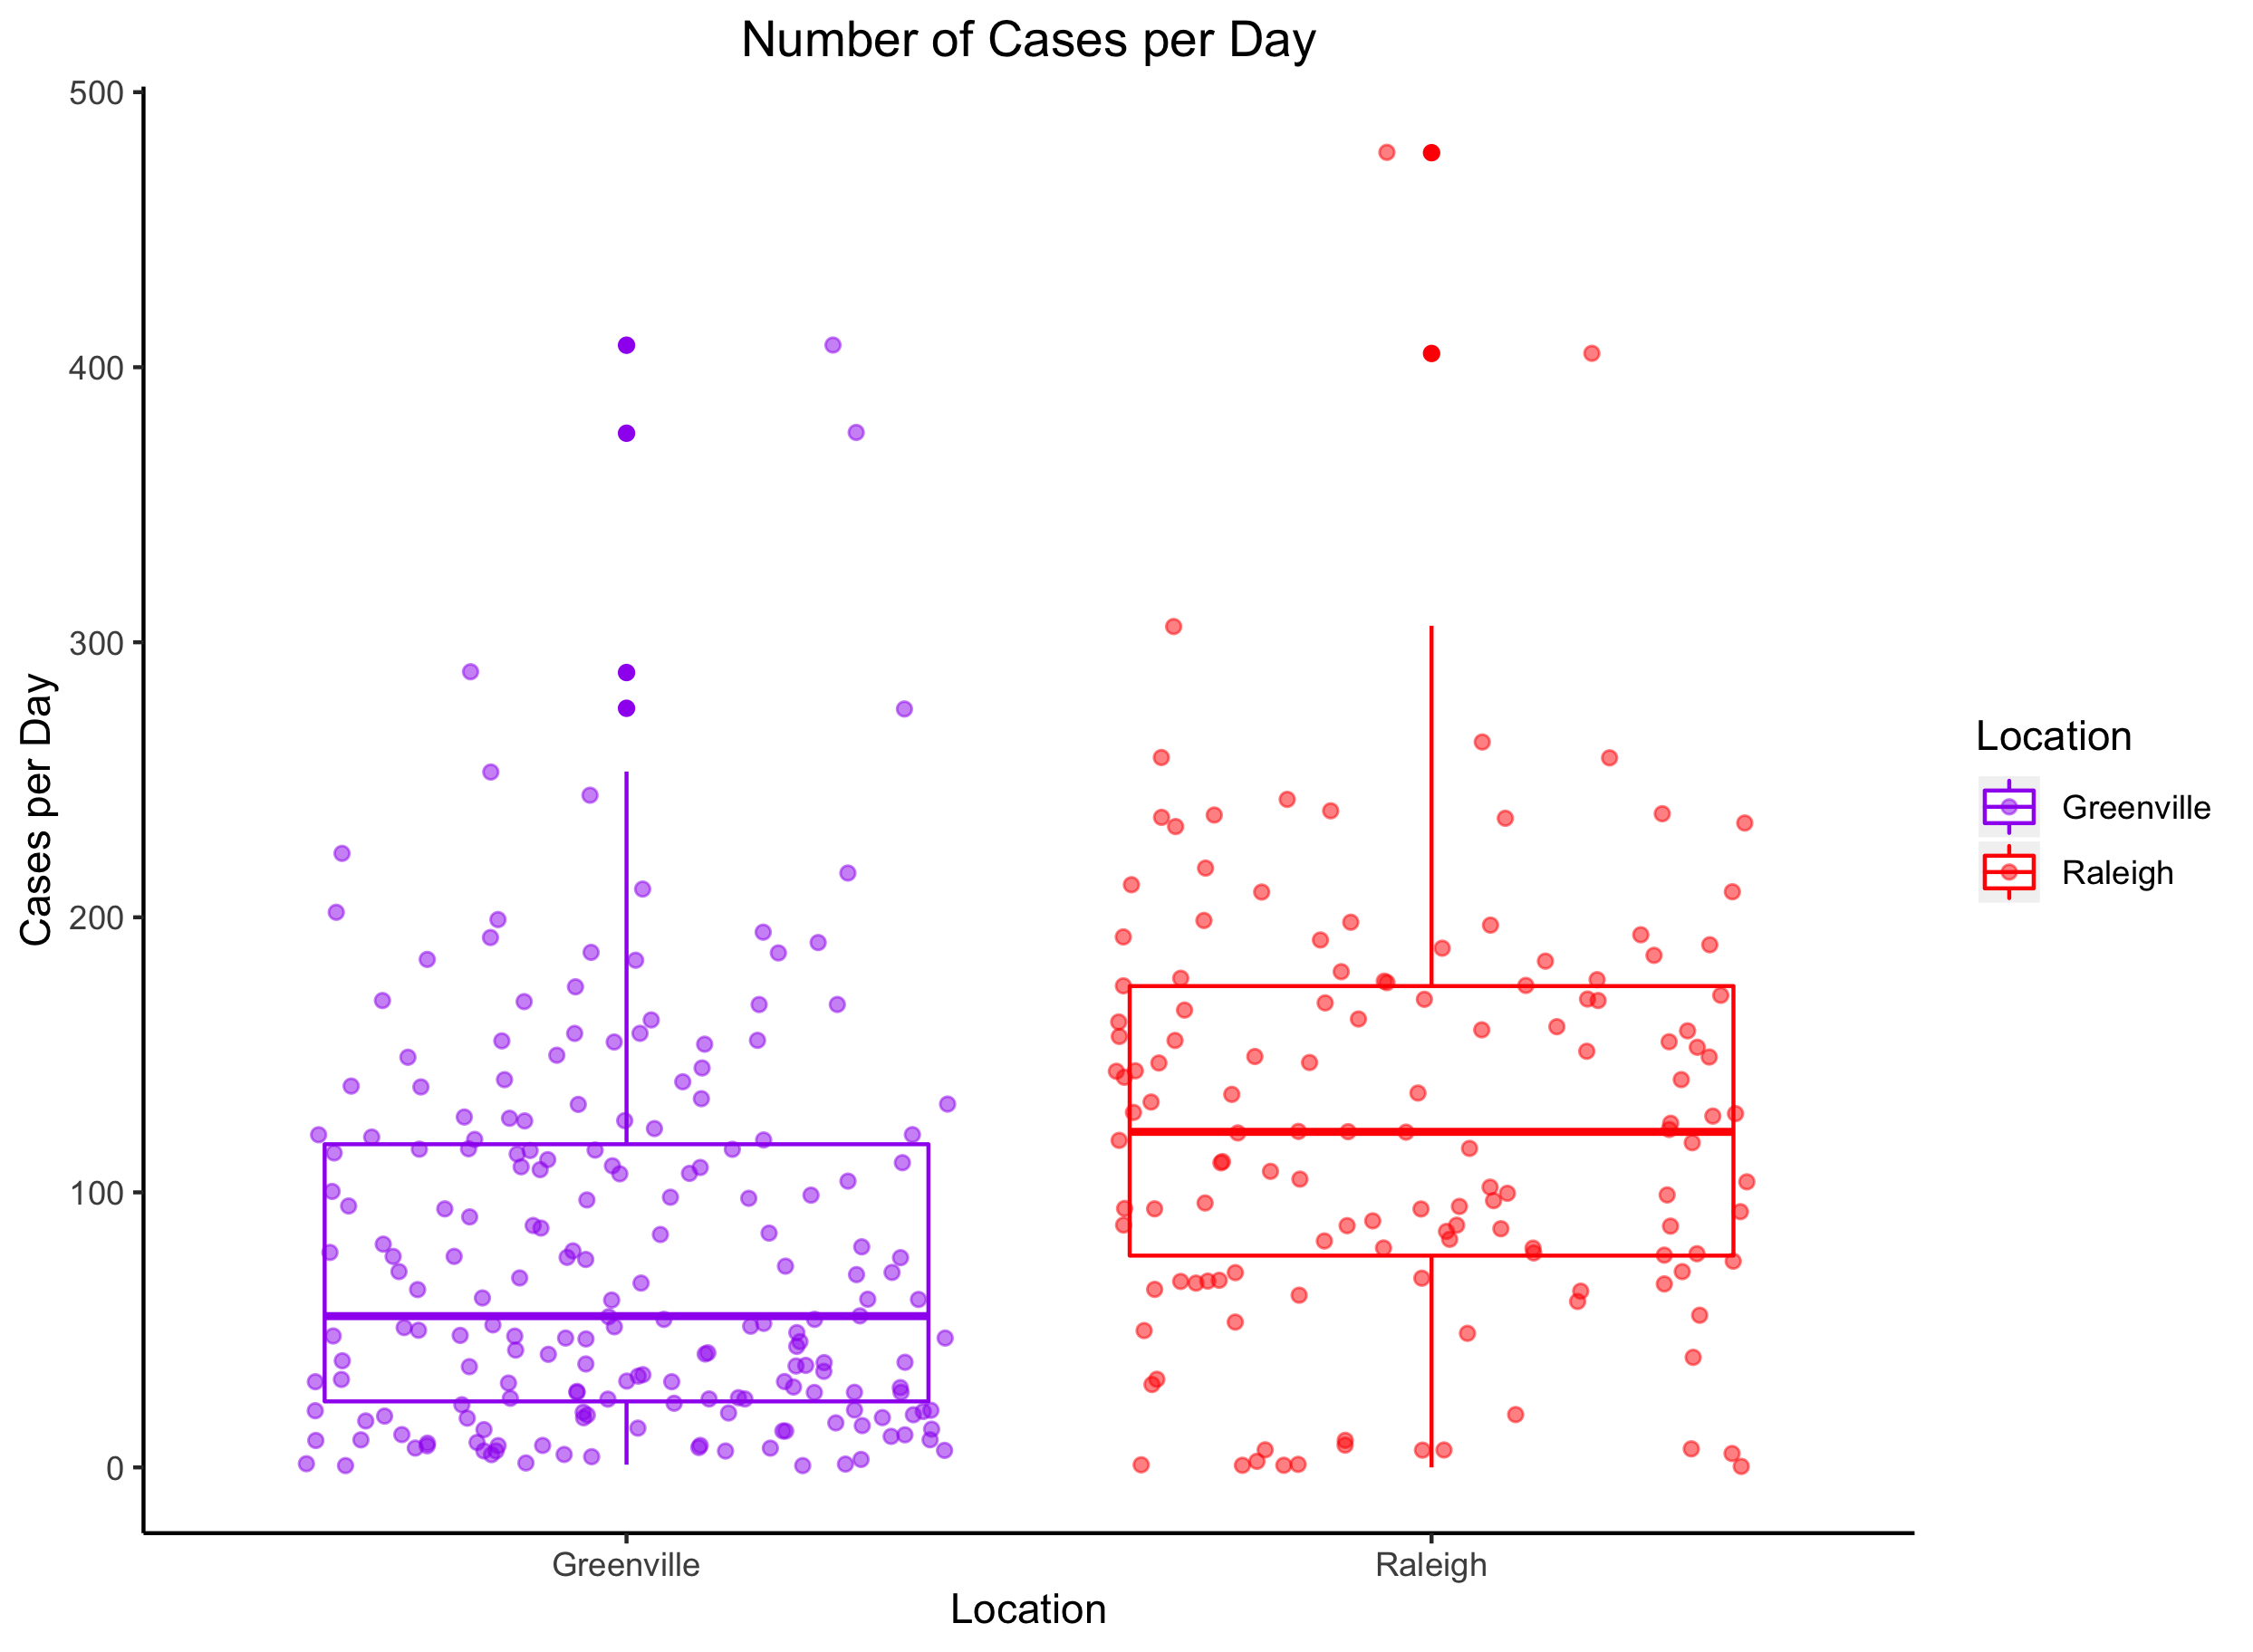 Number of Cases per Day
500
400
300
200
100
0
Cases per Day
Greenville
Raleigh
Location
Location
Greenville
Raleigh